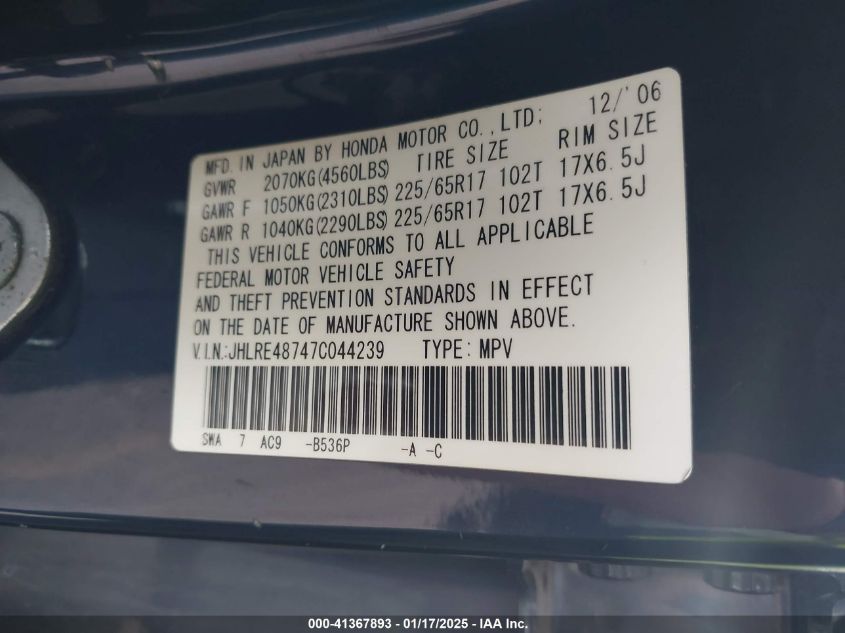 MFD. IN JAPAN BY HONDA MOTOR CO., LTD; 12/'06
GVWR 2070KG(4560LBS) TIRE SIZE RIM SIZE
GAWR F 1050KG(2310LBS) 225/65R17 102T 17X6.5J
GAWR R 1040KG(2290LBS) 225/65R17 102T 17X6.5J
THIS VEHICLE CONFORMS TO ALL APPLICABLE
FEDERAL MOTOR VEHICLE SAFETY
AND THEFT PREVENTION STANDARDS IN EFFECT
ON THE DATE OF MANUFACTURE SHOWN ABOVE.
V.I.N.:JHLRE48747C044239 TYPE: MPV
SWA 7 AC9 -B536P -A -C
000-41367893 - 01/17/2025 - IAA Inc.